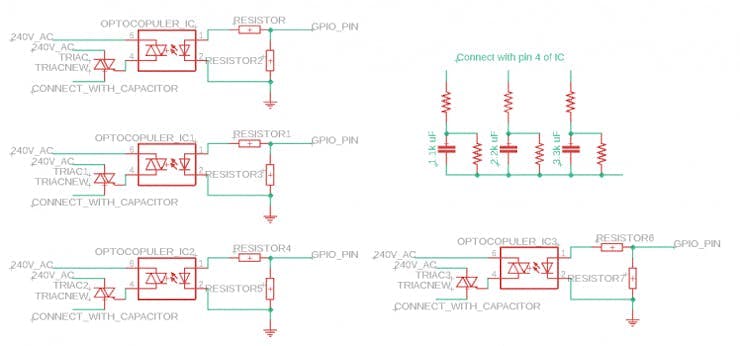 OPTOCOPULER_IC
RESISTOR
GPIO_PIN
240V_AC
6
1
240V_AC
TRIAC
TRIACNEW
4
2
RESISTOR2
CONNECT_WITH_CAPACITOR
Connect with pin 4 of IC
1.1k uF
2.2k uF
3.3k uF
OPTOCOPULER_IC1
RESISTOR1
GPIO_PIN
240V_AC
6
1
240V_AC
TRIAC1
TRIACNEW
4
2
RESISTOR3
CONNECT_WITH_CAPACITOR
OPTOCOPULER_IC2
RESISTOR4
GPIO_PIN
240V_AC
6
1
240V_AC
TRIAC2
TRIACNEW
4
2
RESISTOR5
CONNECT_WITH_CAPACITOR
OPTOCOPULER_IC3
RESISTOR6
GPIO_PIN
240V_AC
6
1
240V_AC
TRIAC3
TRIACNEW
4
2
RESISTOR7
CONNECT_WITH_CAPACITOR